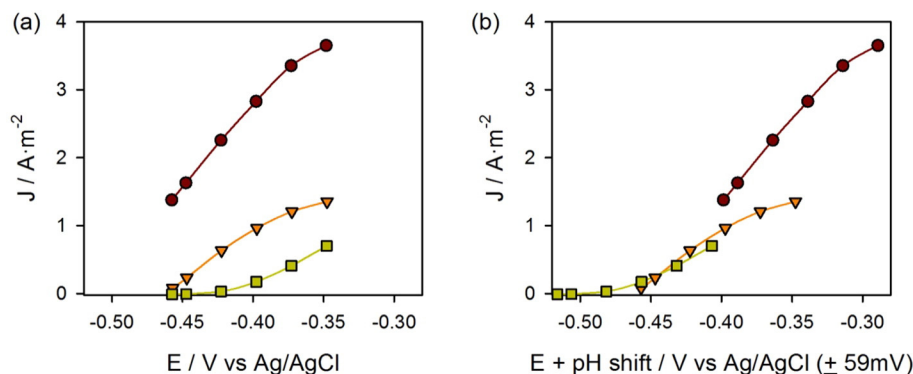 (a)
4
3
2
1
0
J / A·m⁻²
-0.50 -0.45 -0.40 -0.35 -0.30
E / V vs Ag/AgCl
(b)
4
3
2
1
0
J / A·m⁻²
-0.50 -0.45 -0.40 -0.35 -0.30
E + pH shift / V vs Ag/AgCl (± 59mV)